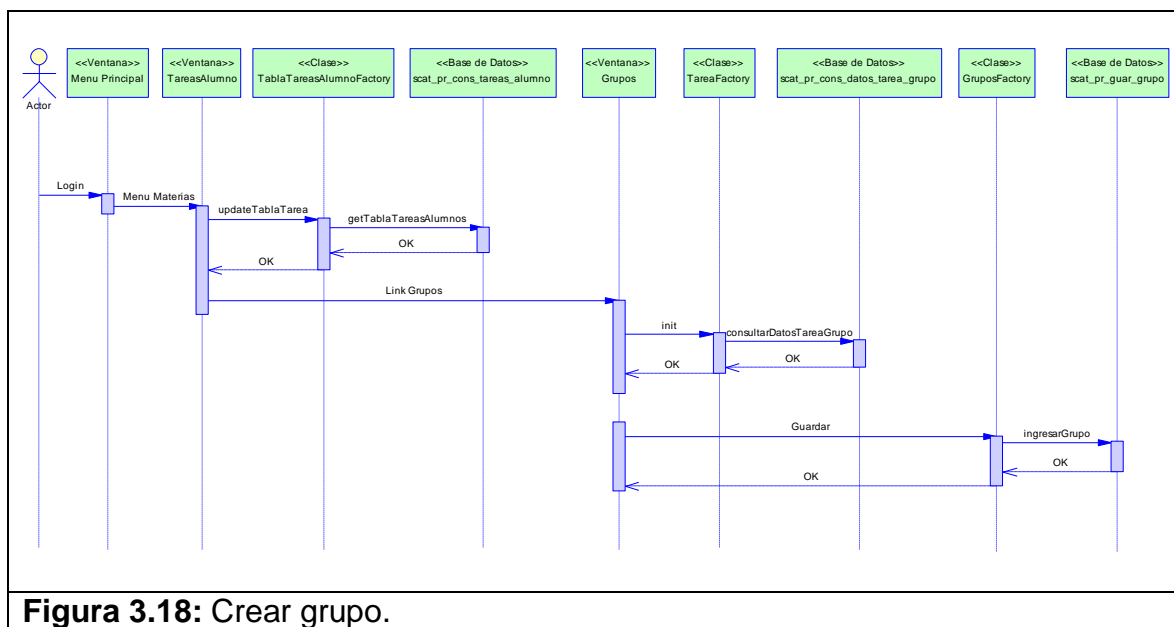 <<Ventana>>
Menu Principal
<<Ventana>>
TareasAlumno
<<Clase>>
TablaTareasAlumnoFactory
<<Base de Datos>>
scat_pr_cons_tareas_alumno
<<Ventana>>
Grupos
<<Clase>>
TareaFactory
<<Base de Datos>>
scat_pr_cons_datos_tarea_grupo
<<Clase>>
GruposFactory
<<Base de Datos>>
scat_pr_guar_grupo
Actor
Login
Menu Materias
updateTablaTarea
getTablaTareasAlumnos
OK
OK
Link Grupos
init
consultarDatosTareaGrupo
OK
OK
Guardar
ingresarGrupo
OK
OK
Figura 3.18: Crear grupo.